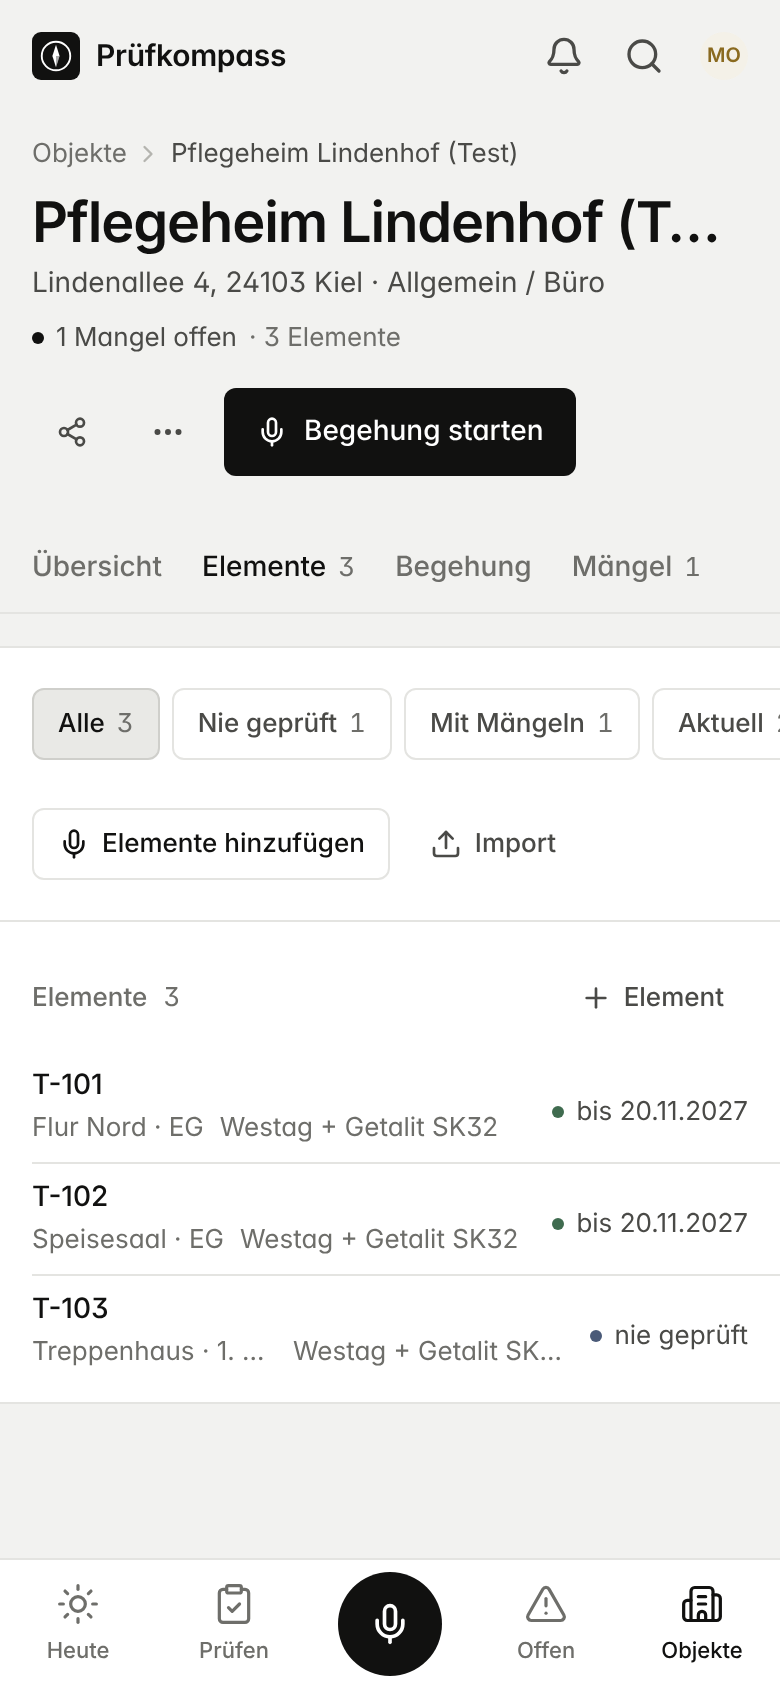 Prüfkompass MO
Objekte Pflegeheim Lindenhof (Test)
Pflegeheim Lindenhof (T...
Lindenallee 4, 24103 Kiel · Allgemein / Büro
1 Mangel offen · 3 Elemente
Begehung starten
Übersicht Elemente 3 Begehung Mängel 1
Alle 3 Nie geprüft 1 Mit Mängeln 1 Aktuell
Elemente hinzufügen Import
Elemente 3 + Element
T-101
Flur Nord · EG Westag + Getalit SK32 bis 20.11.2027
T-102
Speisesaal · EG Westag + Getalit SK32 bis 20.11.2027
T-103
Treppenhaus · 1. ... Westag + Getalit SK... nie geprüft
Heute Prüfen Offen Objekte